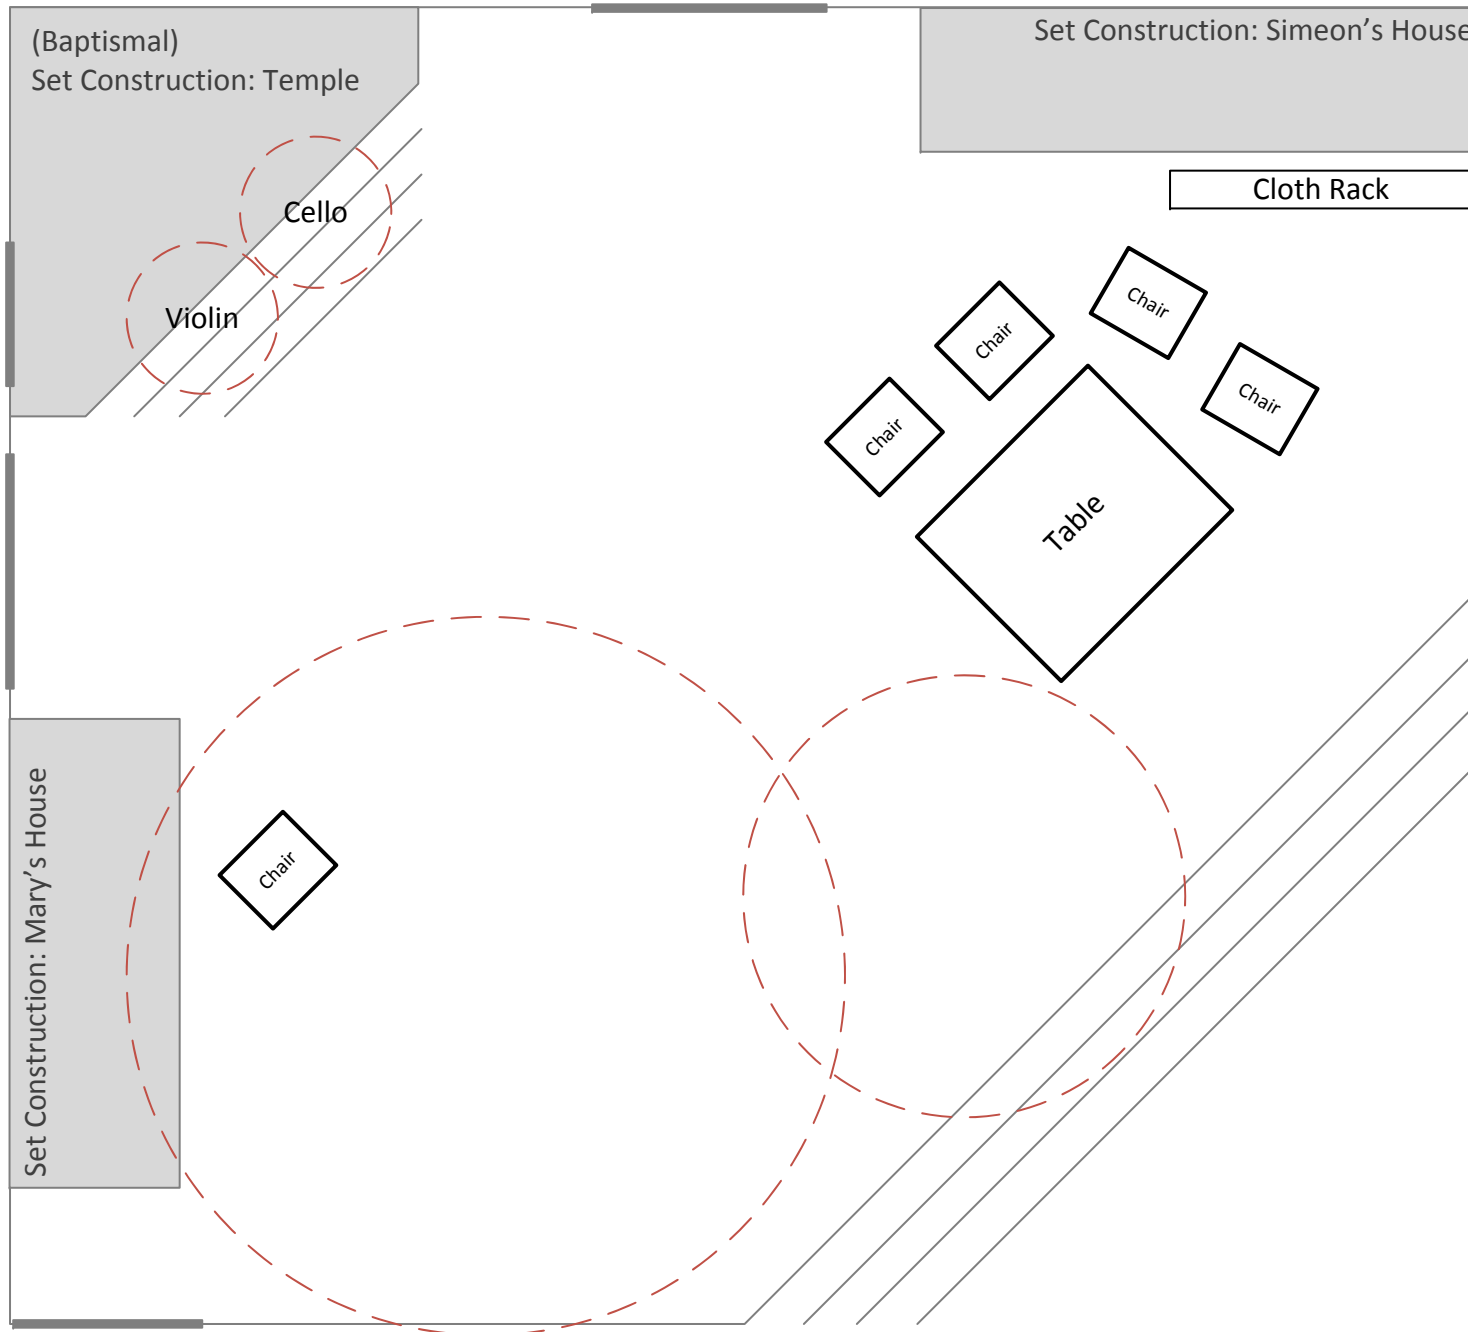 (Baptismal)
Set Construction: Temple
Set Construction: Simeon's House
Cloth Rack
Cello
Violin
Chair
Chair
Chair
Chair
Table
Set Construction: Mary's House
Chair